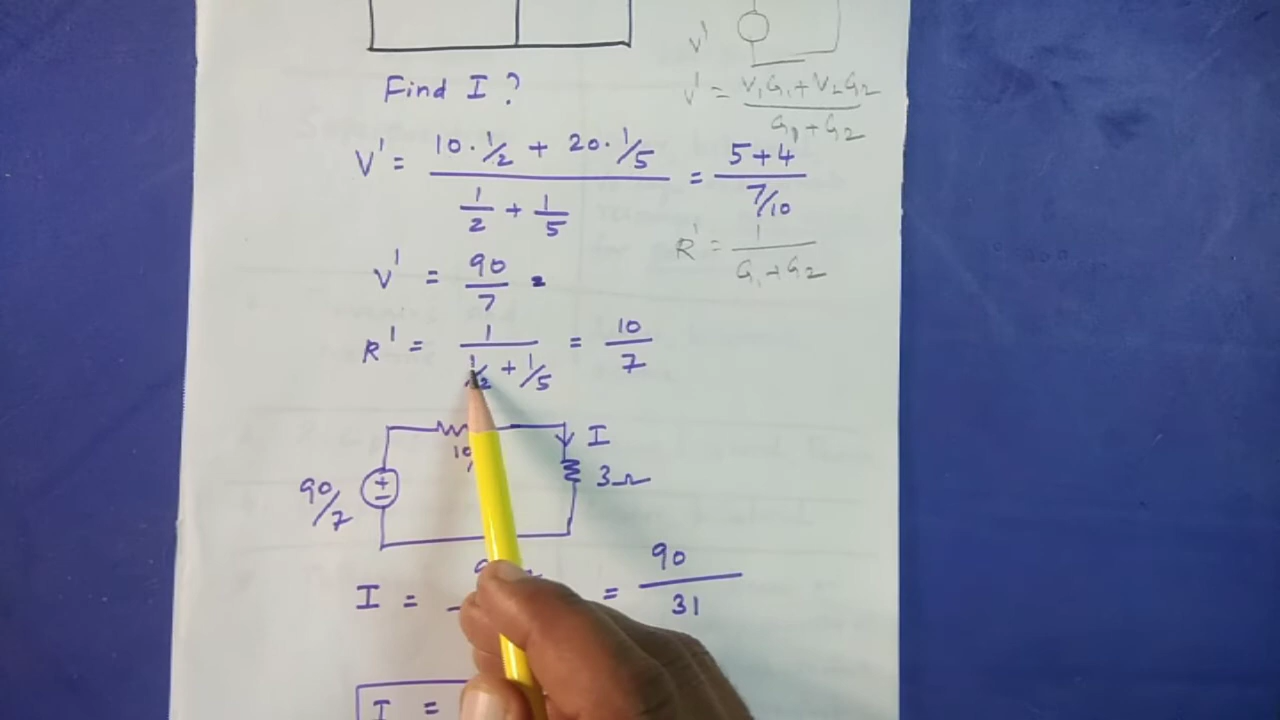 V'
V' = V₁G₁ + V₂G₂ / G₁ + G₂
Find I ?
V' = 10 · 1/2 + 20 · 1/5 / 1/2 + 1/5 = 5 + 4 / 7/10
R' = 1 / G₁ + G₂
V' = 90/7
R' = 1 / 1/2 + 1/5 = 10/7
I
10
3Ω
90/7
I = = 90/31
I =